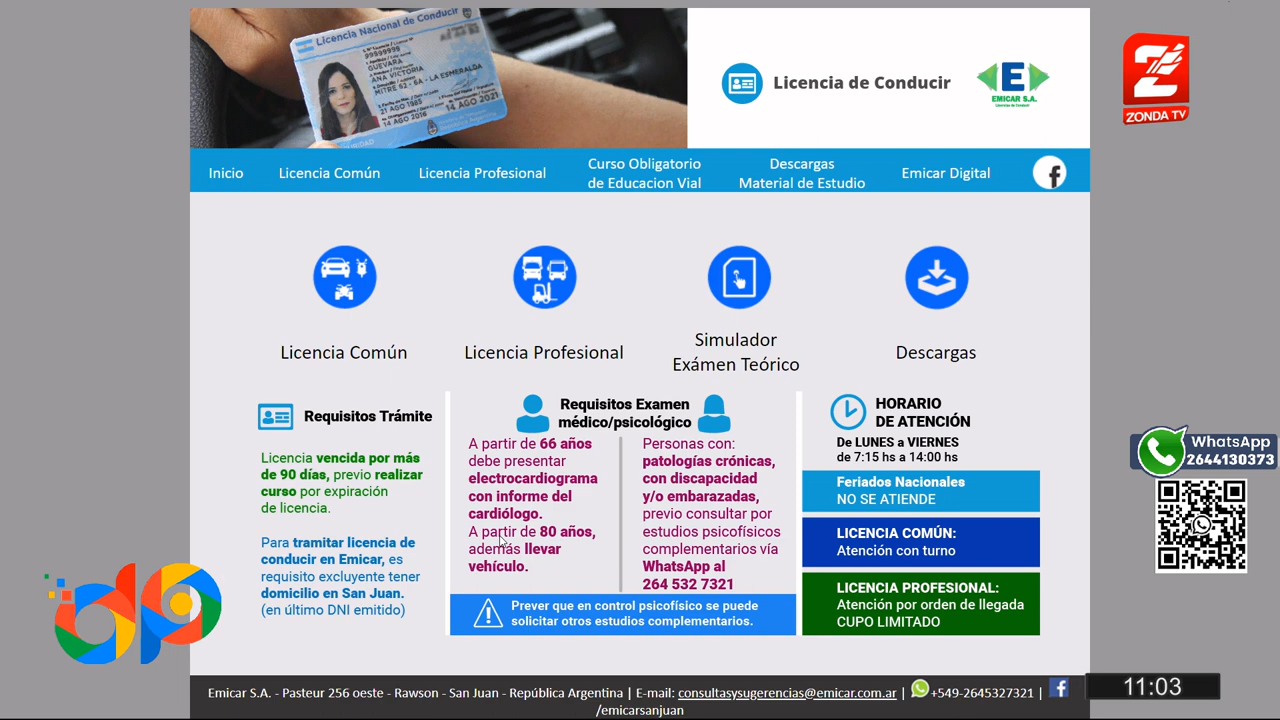 Licencia Nacional de Conducir
99999999
GUEVARA
ANA VICTORIA
MITRE 92 - 6A - LA ESMERALDA
21 AGO 1985
14 AGO 2016
14 AGO 2021
Licencia de Conducir
E
EMICAR S.A.
Licencias de Conducir
Z
ZONDA TV
Inicio
Licencia Común
Licencia Profesional
Curso Obligatorio
de Educacion Vial
Descargas
Material de Estudio
Emicar Digital
f
Licencia Común
Licencia Profesional
Simulador
Exámen Teórico
Descargas
Requisitos Trámite
Licencia vencida por más
de 90 días, previo realizar
curso por expiración
de licencia.
Para tramitar licencia de
conducir en Emicar, es
requisito excluyente tener
domicilio en San Juan.
(en último DNI emitido)
Requisitos Examen
médico/psicológico
A partir de 66 años
debe presentar
electrocardiograma
con informe del
cardiólogo.
A partir de 80 años,
además llevar
vehículo.
Personas con:
patologías crónicas,
con discapacidad
y/o embarazadas,
previo consultar por
estudios psicofísicos
complementarios vía
WhatsApp al
264 532 7321
Prever que en control psicofísico se puede
solicitar otros estudios complementarios.
HORARIO
DE ATENCIÓN
De LUNES a VIERNES
de 7:15 hs a 14:00 hs
Feriados Nacionales
NO SE ATIENDE
LICENCIA COMÚN:
Atención con turno
LICENCIA PROFESIONAL:
Atención por orden de llegada
CUPO LIMITADO
WhatsApp
2644130373
dp
Emicar S.A. - Pasteur 256 oeste - Rawson - San Juan - República Argentina | E-mail: consultasysugerencias@emicar.com.ar | +549-2645327321 |
/emicarsanjuan
11:03